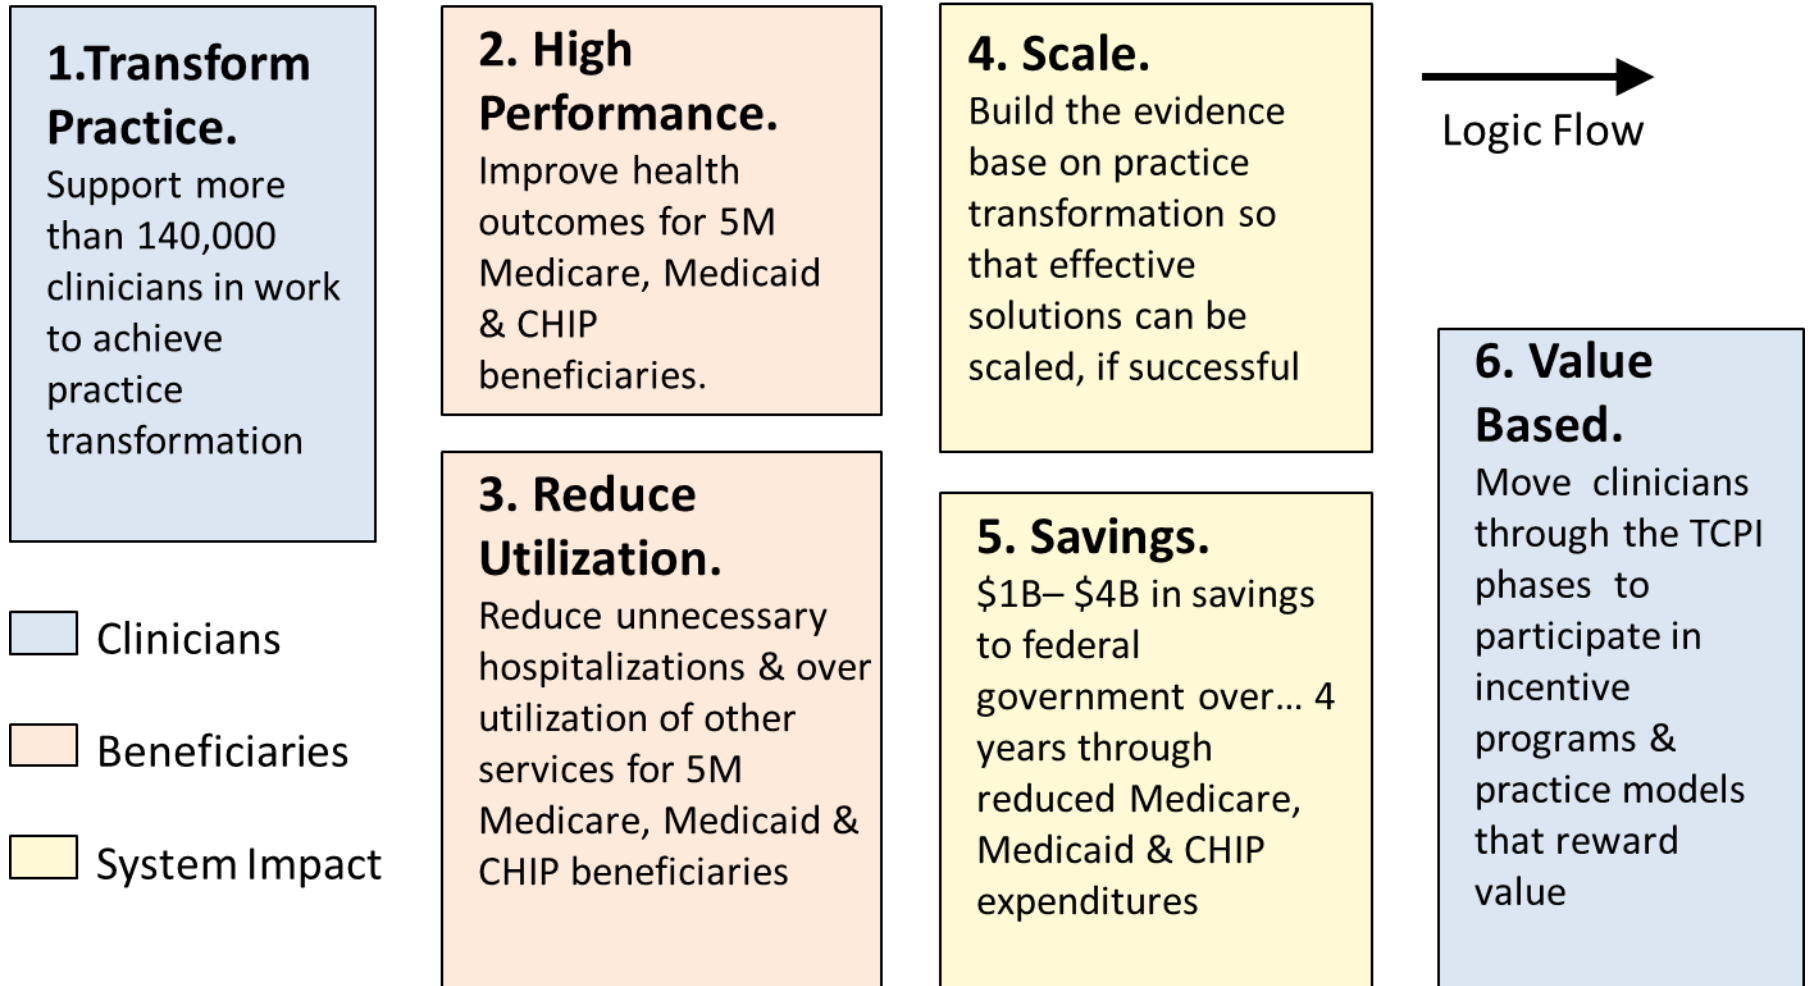 1.Transform
Practice.
Support more
than 140,000
clinicians in work
to achieve
practice
transformation
2. High
Performance.
Improve health
outcomes for 5M
Medicare, Medicaid
& CHIP
beneficiaries.
3. Reduce
Utilization.
Reduce unnecessary
hospitalizations & over
utilization of other
services for 5M
Medicare, Medicaid &
CHIP beneficiaries
4. Scale.
Build the evidence
base on practice
transformation so
that effective
solutions can be
scaled, if successful
5. Savings.
$1B– $4B in savings
to federal
government over… 4
years through
reduced Medicare,
Medicaid & CHIP
expenditures
Logic Flow
6. Value
Based.
Move clinicians
through the TCPI
phases to
participate in
incentive
programs &
practice models
that reward
value
Clinicians
Beneficiaries
System Impact